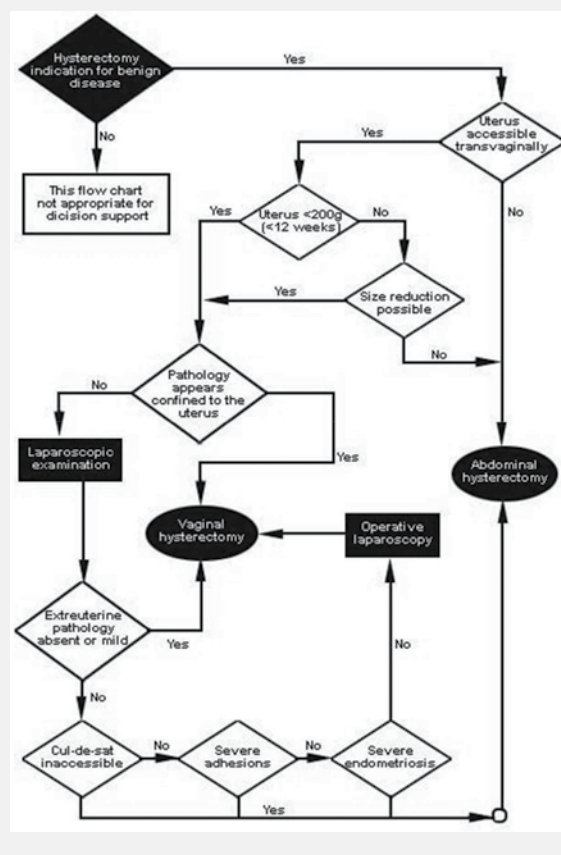 Hysterectomy
indication for benign
disease
Yes
No
This flow chart
not appropriate for
dicision support
Uterus
accessible
transvaginally
Yes
No
Uterus <200g
(<12 weeks)
Yes
No
Size reduction
possible
Yes
No
Pathology
appears
confined to the
uterus
No
Yes
Laparoscopic
examination
Abdominal
hysterectomy
Vaginal
hysterectomy
Operative
laparoscopy
Extreuterine
pathology
absent or mild
Yes
No
No
Cul-de-sat
inaccessible
No
Severe
adhesions
No
Severe
endometriosis
Yes